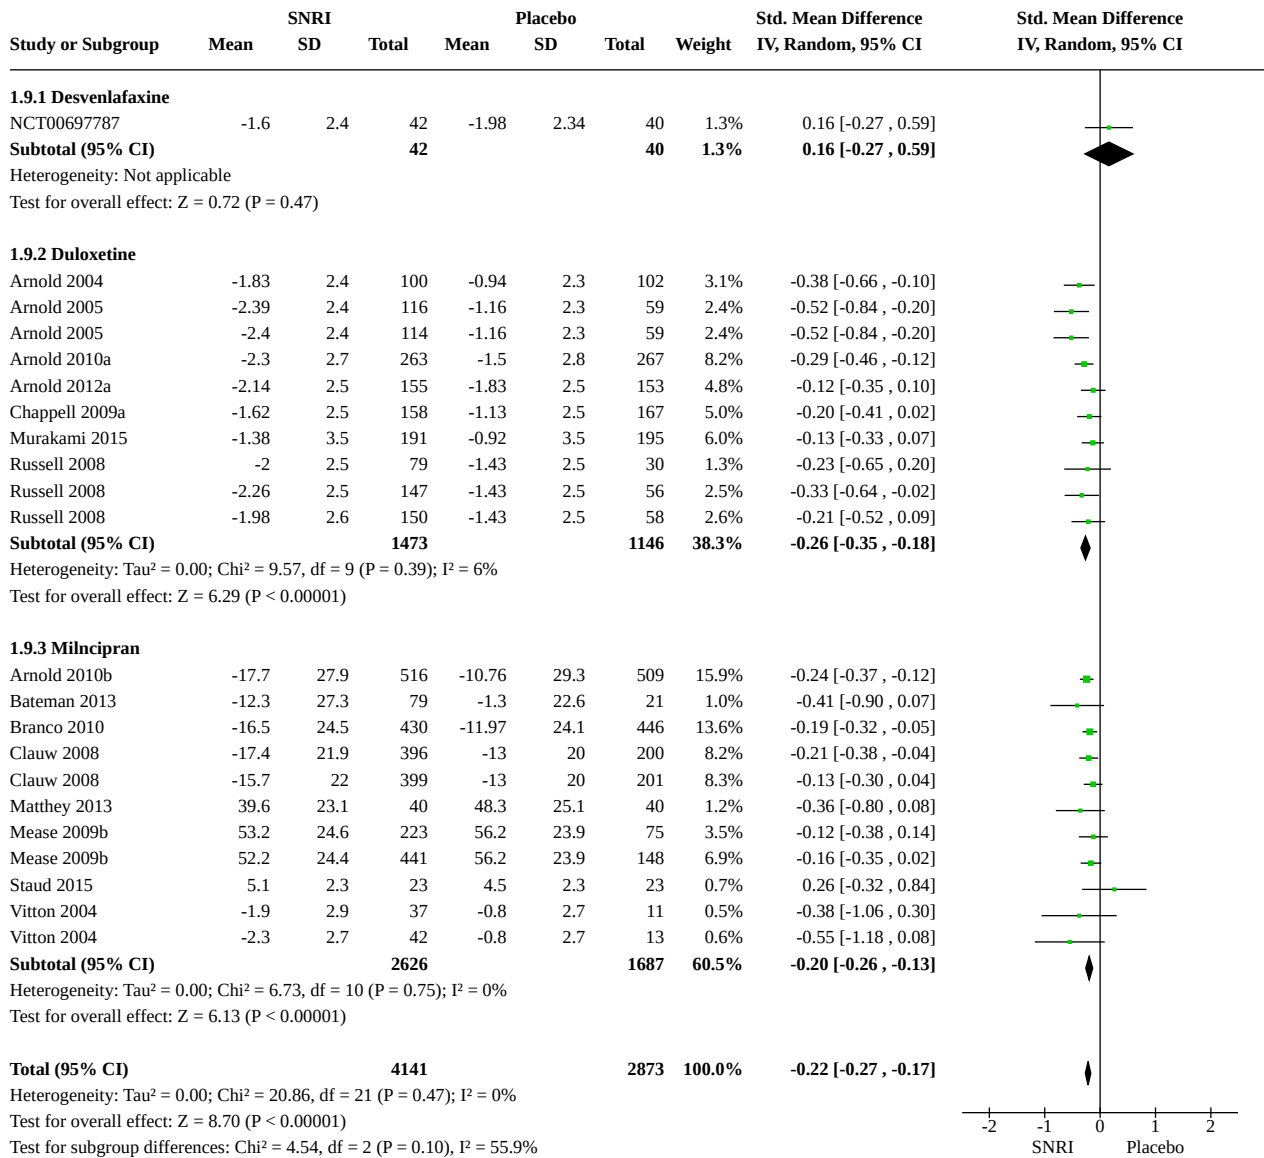 SNRI Placebo Std. Mean Difference Std. Mean Difference
Study or Subgroup Mean SD Total Mean SD Total Weight IV, Random, 95% CI IV, Random, 95% CI
1.9.1 Desvenlafaxine
NCT00697787 -1.6 2.4 42 -1.98 2.34 40 1.3% 0.16 [-0.27 , 0.59]
Subtotal (95% CI) 42 40 1.3% 0.16 [-0.27 , 0.59]
Heterogeneity: Not applicable
Test for overall effect: Z = 0.72 (P = 0.47)
1.9.2 Duloxetine
Arnold 2004 -1.83 2.4 100 -0.94 2.3 102 3.1% -0.38 [-0.66 , -0.10]
Arnold 2005 -2.39 2.4 116 -1.16 2.3 59 2.4% -0.52 [-0.84 , -0.20]
Arnold 2005 -2.4 2.4 114 -1.16 2.3 59 2.4% -0.52 [-0.84 , -0.20]
Arnold 2010a -2.3 2.7 263 -1.5 2.8 267 8.2% -0.29 [-0.46 , -0.12]
Arnold 2012a -2.14 2.5 155 -1.83 2.5 153 4.8% -0.12 [-0.35 , 0.10]
Chappell 2009a -1.62 2.5 158 -1.13 2.5 167 5.0% -0.20 [-0.41 , 0.02]
Murakami 2015 -1.38 3.5 191 -0.92 3.5 195 6.0% -0.13 [-0.33 , 0.07]
Russell 2008 -2 2.5 79 -1.43 2.5 30 1.3% -0.23 [-0.65 , 0.20]
Russell 2008 -2.26 2.5 147 -1.43 2.5 56 2.5% -0.33 [-0.64 , -0.02]
Russell 2008 -1.98 2.6 150 -1.43 2.5 58 2.6% -0.21 [-0.52 , 0.09]
Subtotal (95% CI) 1473 1146 38.3% -0.26 [-0.35 , -0.18]
Heterogeneity: Tau² = 0.00; Chi² = 9.57, df = 9 (P = 0.39); I² = 6%
Test for overall effect: Z = 6.29 (P < 0.00001)
1.9.3 Milncipran
Arnold 2010b -17.7 27.9 516 -10.76 29.3 509 15.9% -0.24 [-0.37 , -0.12]
Bateman 2013 -12.3 27.3 79 -1.3 22.6 21 1.0% -0.41 [-0.90 , 0.07]
Branco 2010 -16.5 24.5 430 -11.97 24.1 446 13.6% -0.19 [-0.32 , -0.05]
Clauw 2008 -17.4 21.9 396 -13 20 200 8.2% -0.21 [-0.38 , -0.04]
Clauw 2008 -15.7 22 399 -13 20 201 8.3% -0.13 [-0.30 , 0.04]
Matthey 2013 39.6 23.1 40 48.3 25.1 40 1.2% -0.36 [-0.80 , 0.08]
Mease 2009b 53.2 24.6 223 56.2 23.9 75 3.5% -0.12 [-0.38 , 0.14]
Mease 2009b 52.2 24.4 441 56.2 23.9 148 6.9% -0.16 [-0.35 , 0.02]
Staud 2015 5.1 2.3 23 4.5 2.3 23 0.7% 0.26 [-0.32 , 0.84]
Vitton 2004 -1.9 2.9 37 -0.8 2.7 11 0.5% -0.38 [-1.06 , 0.30]
Vitton 2004 -2.3 2.7 42 -0.8 2.7 13 0.6% -0.55 [-1.18 , 0.08]
Subtotal (95% CI) 2626 1687 60.5% -0.20 [-0.26 , -0.13]
Heterogeneity: Tau² = 0.00; Chi² = 6.73, df = 10 (P = 0.75); I² = 0%
Test for overall effect: Z = 6.13 (P < 0.00001)
Total (95% CI) 4141 2873 100.0% -0.22 [-0.27 , -0.17]
Heterogeneity: Tau² = 0.00; Chi² = 20.86, df = 21 (P = 0.47); I² = 0%
Test for overall effect: Z = 8.70 (P < 0.00001)
-2 -1 0 1 2
Test for subgroup differences: Chi² = 4.54, df = 2 (P = 0.10), I² = 55.9%
SNRI Placebo